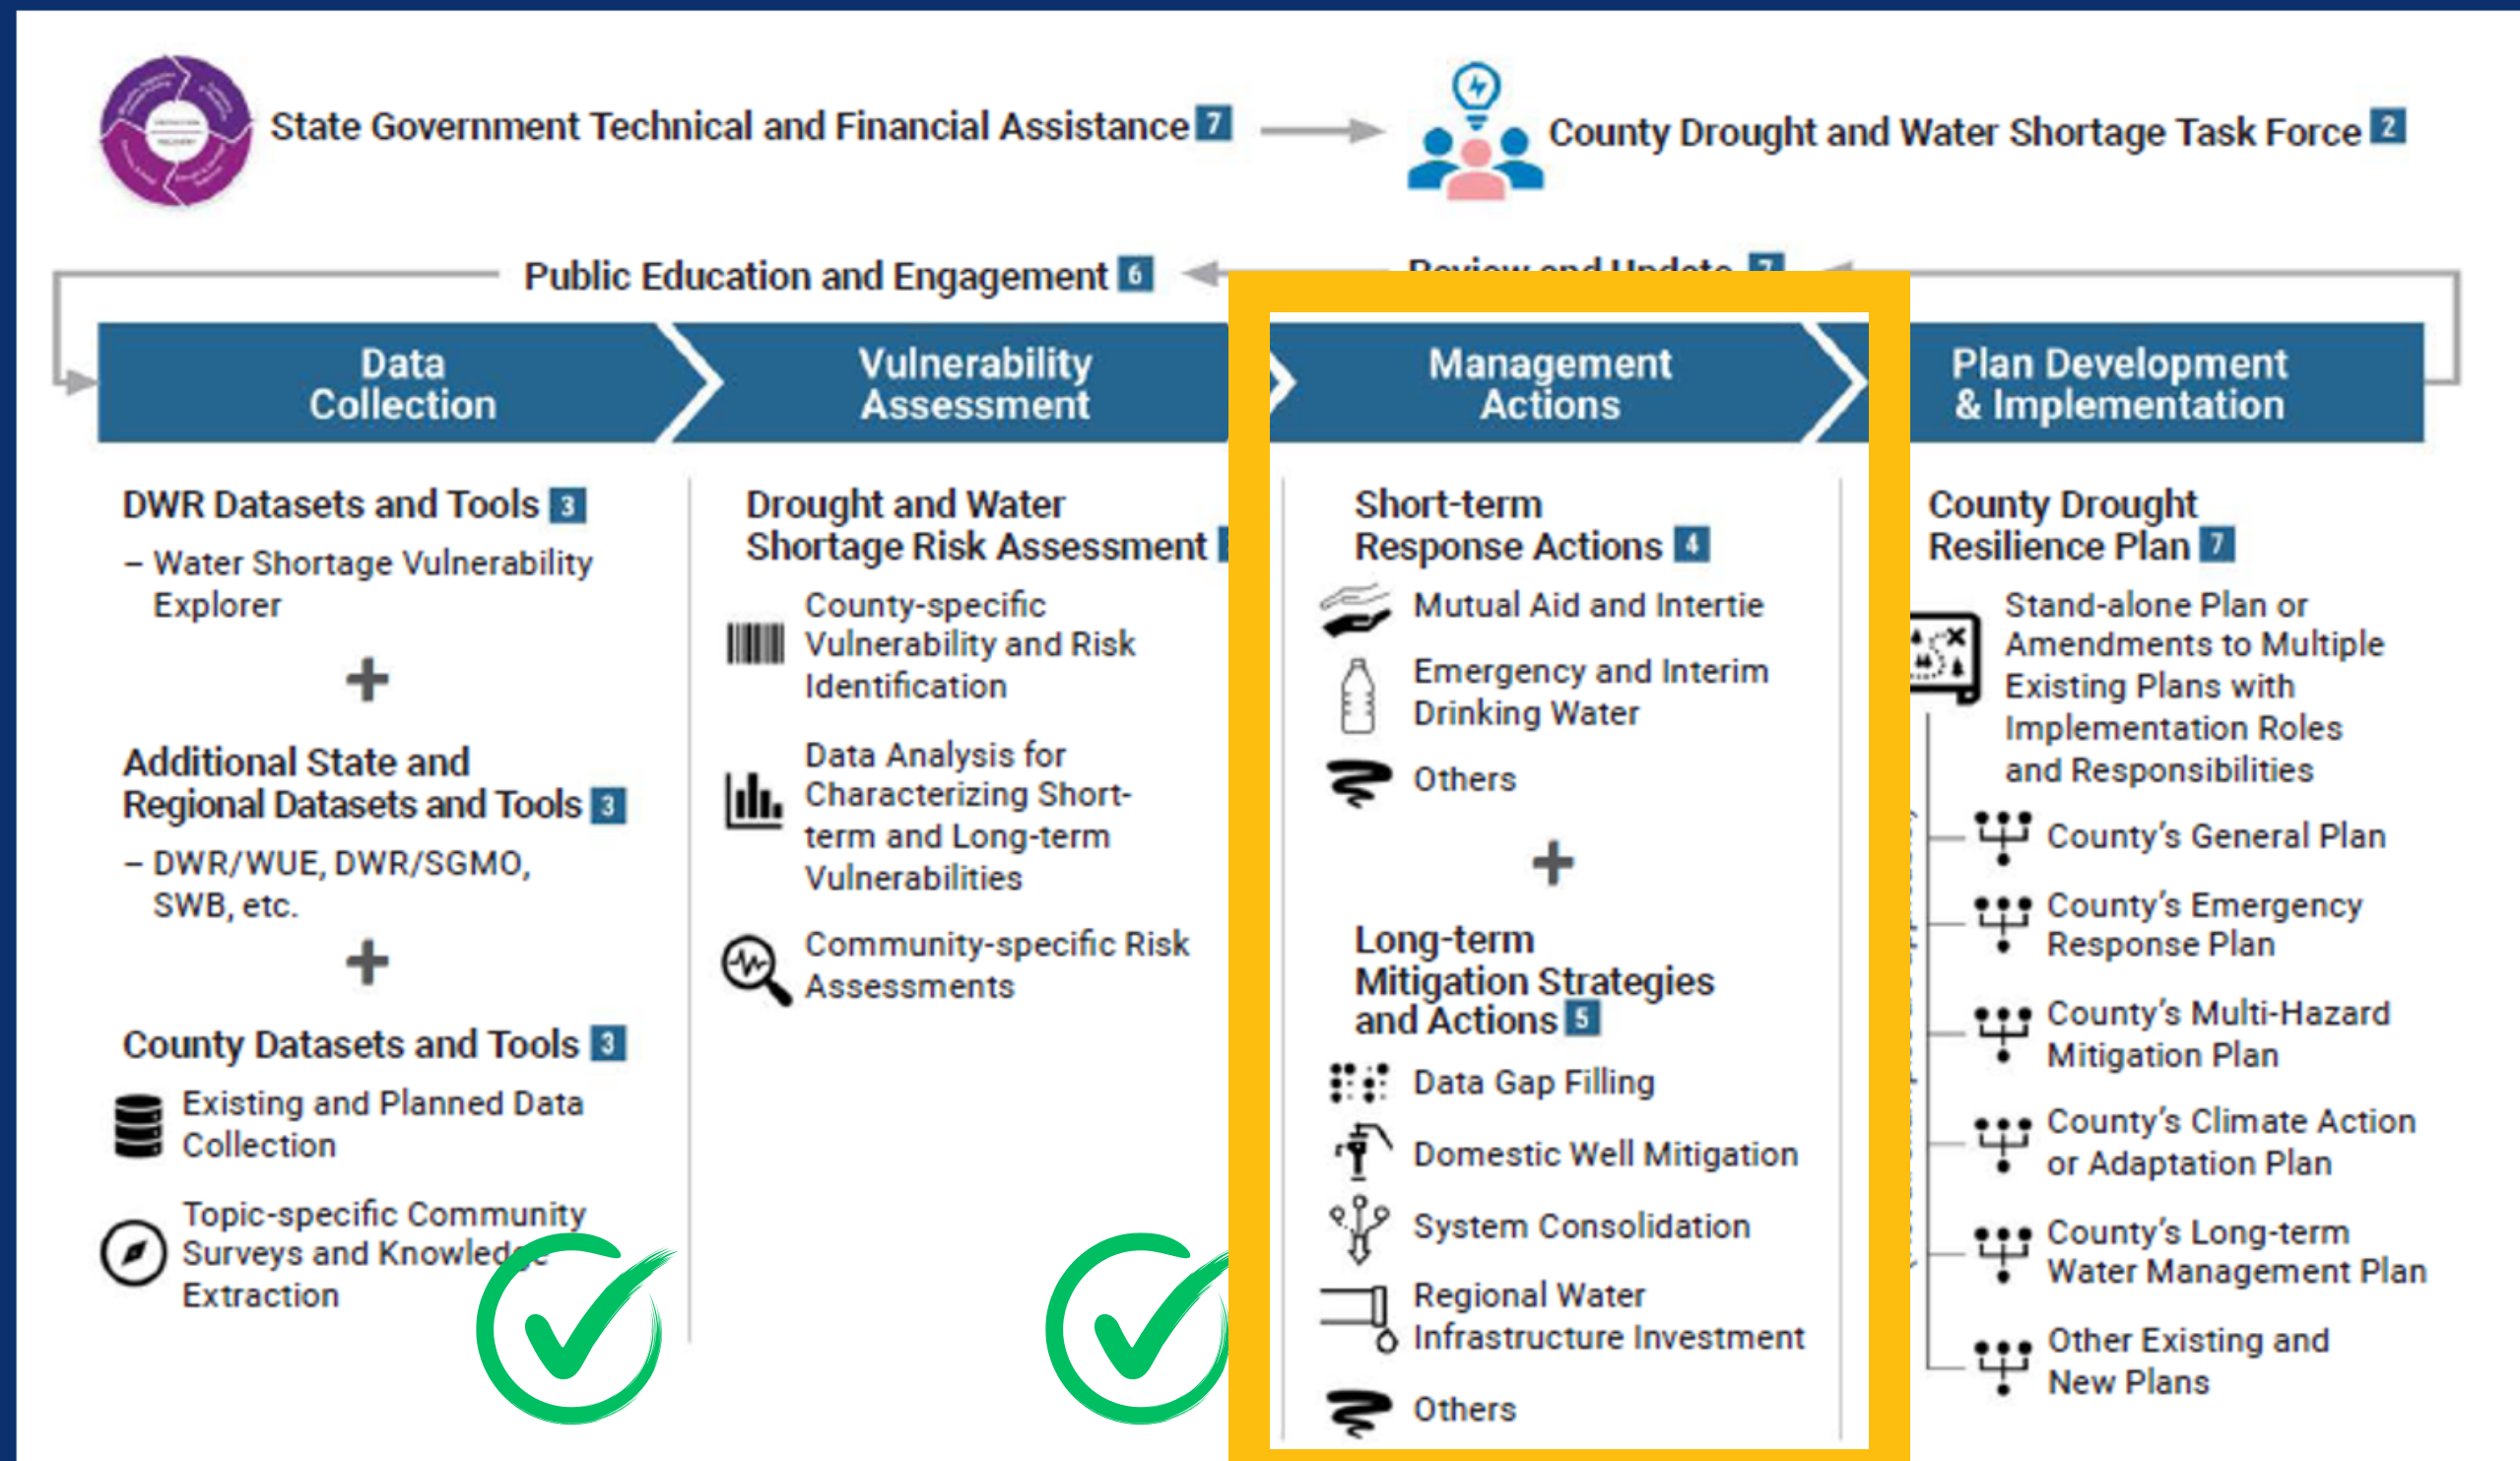 State Government Technical and Financial Assistance 7
County Drought and Water Shortage Task Force 2
Public Education and Engagement 6
Review and Update 7
Data
Collection
Vulnerability
Assessment
Management
Actions
Plan Development
& Implementation
DWR Datasets and Tools 3
– Water Shortage Vulnerability
Explorer
+
Additional State and
Regional Datasets and Tools 3
– DWR/WUE, DWR/SGMO,
SWB, etc.
+
County Datasets and Tools 3
Existing and Planned Data
Collection
Topic-specific Community
Surveys and Knowledge
Extraction
Drought and Water
Shortage Risk Assessment
County-specific
Vulnerability and Risk
Identification
Data Analysis for
Characterizing Short-
term and Long-term
Vulnerabilities
Community-specific Risk
Assessments
Short-term
Response Actions 4
Mutual Aid and Intertie
Emergency and Interim
Drinking Water
Others
+
Long-term
Mitigation Strategies
and Actions 5
Data Gap Filling
Domestic Well Mitigation
System Consolidation
Regional Water
Infrastructure Investment
Others
County Drought
Resilience Plan 7
Stand-alone Plan or
Amendments to Multiple
Existing Plans with
Implementation Roles
and Responsibilities
County's General Plan
County's Emergency
Response Plan
County's Multi-Hazard
Mitigation Plan
County's Climate Action
or Adaptation Plan
County's Long-term
Water Management Plan
Other Existing and
New Plans